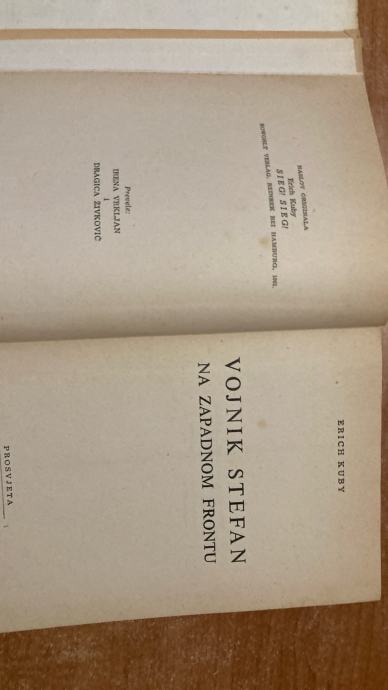 NASLOV ORIGINALA
Erich Kuby
SIEG! SIEG!
ROWOHLT VERLAG, REINBEK BEI HAMBURG, 1961.
Prevele:
IRENA VRKLJAN
I
DRAGICA ŽIVKOVIĆ
ERICH KUBY
VOJNIK STEFAN
NA ZAPADNOM FRONTU
PROSVJETA